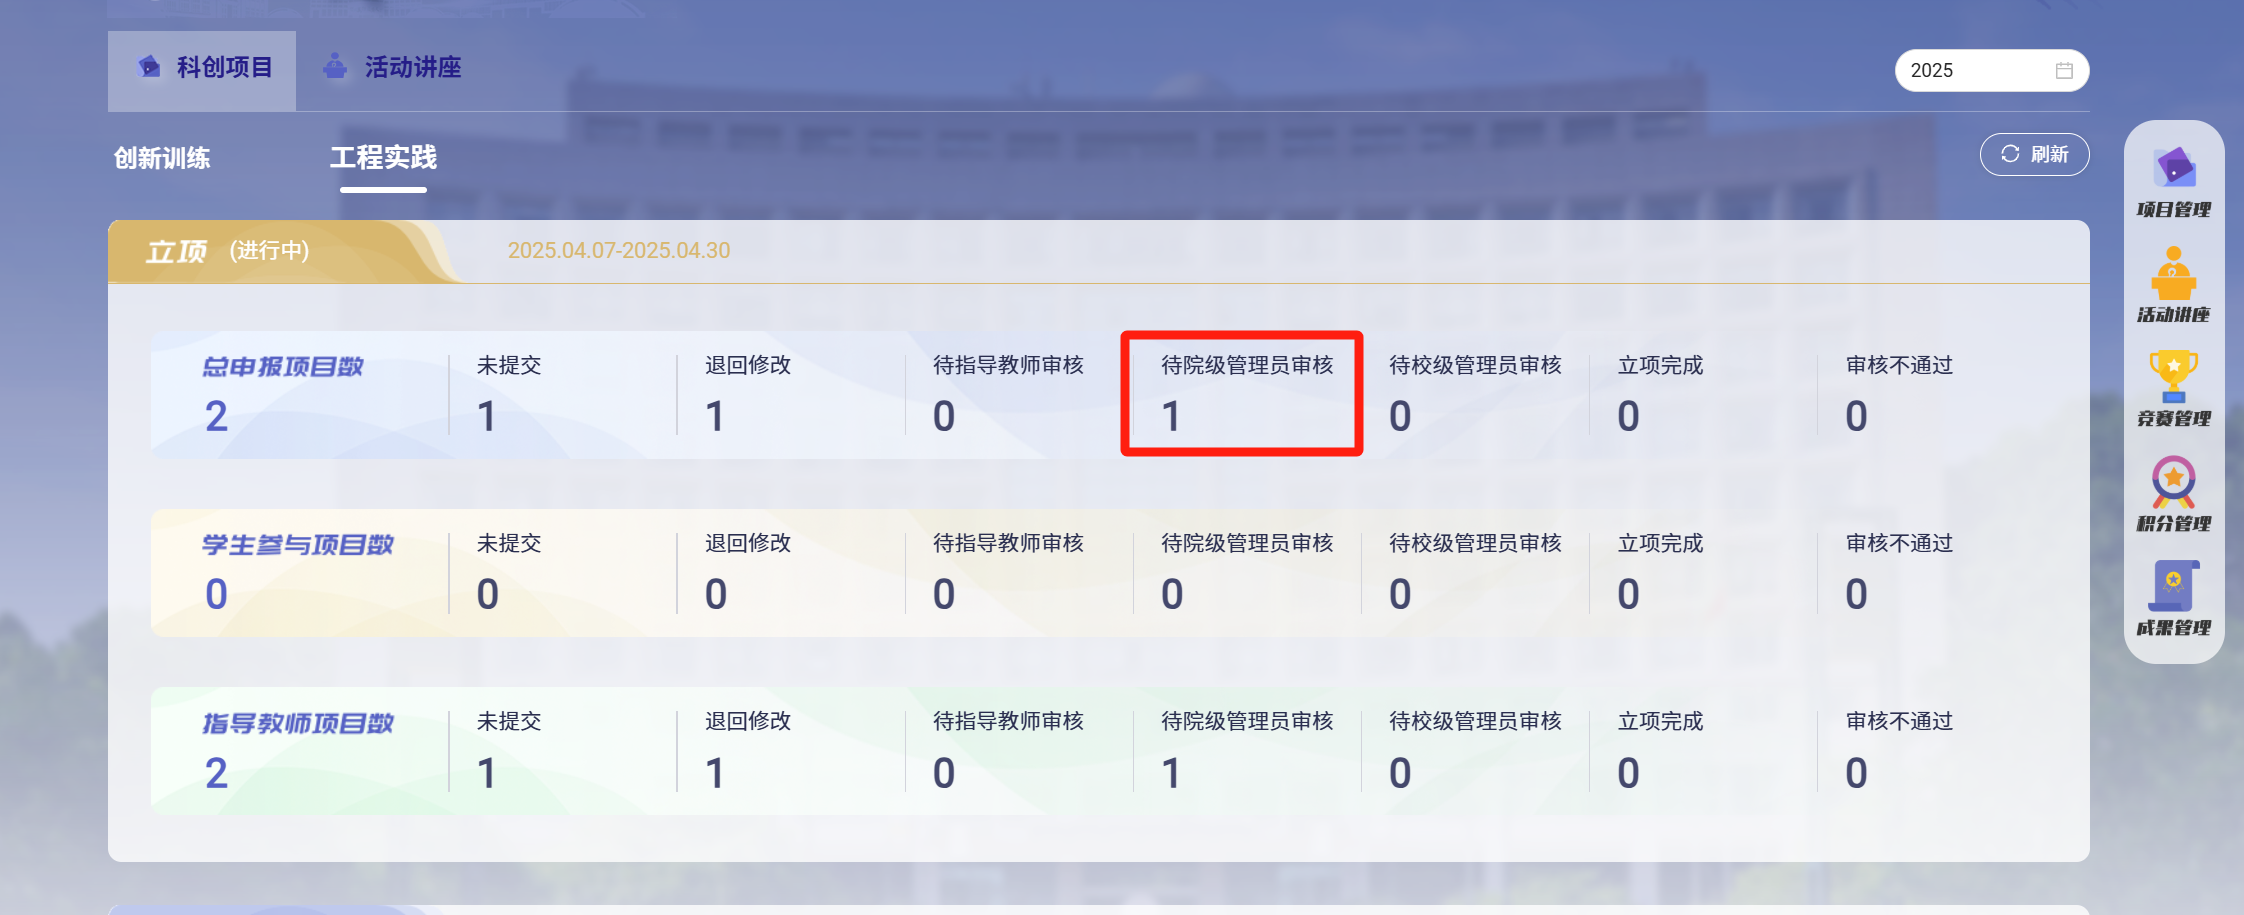 科创项目
活动讲座
2025
创新训练
工程实践
刷新
立项 (进行中)
2025.04.07-2025.04.30
总申报项目数
2
未提交
1
退回修改
1
待指导教师审核
0
待院级管理员审核
1
待校级管理员审核
0
立项完成
0
审核不通过
0
学生参与项目数
0
未提交
0
退回修改
0
待指导教师审核
0
待院级管理员审核
0
待校级管理员审核
0
立项完成
0
审核不通过
0
指导教师项目数
2
未提交
1
退回修改
1
待指导教师审核
0
待院级管理员审核
1
待校级管理员审核
0
立项完成
0
审核不通过
0
项目管理
活动讲座
竞赛管理
积分管理
成果管理